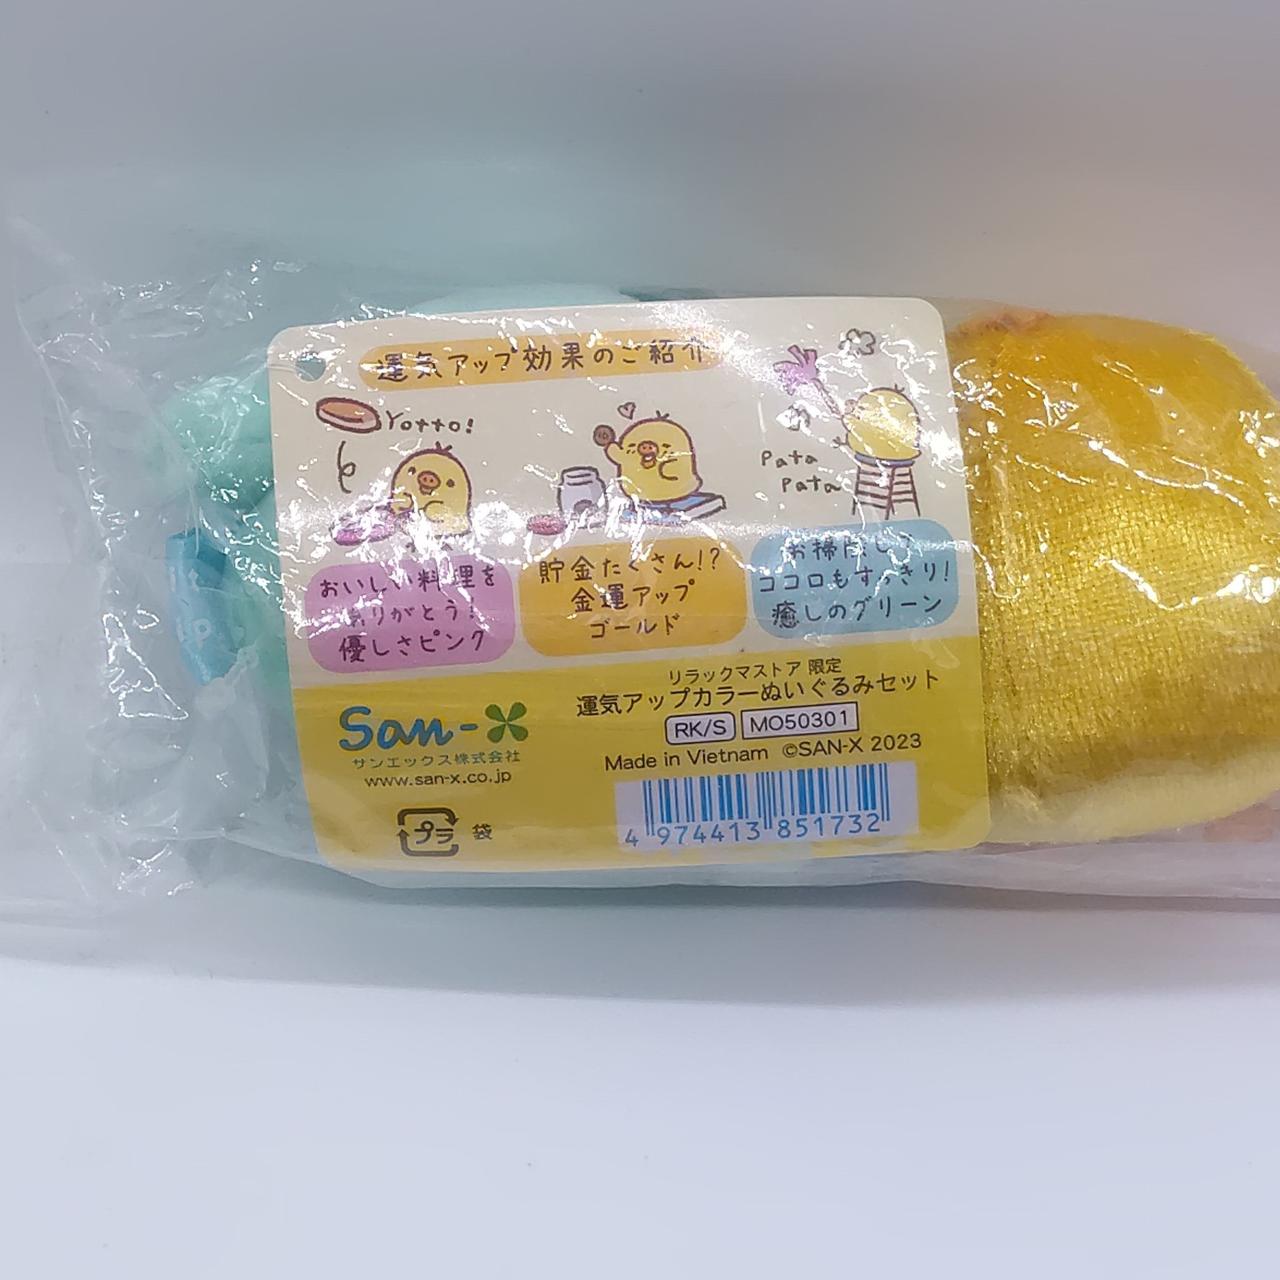 運気アップ効果のご紹介
Yotto!
Pata
Pata
おいしい料理を
ありがとう!
優しさピンク
貯金たくさん!?
金運アップ
ゴールド
お掃除して
ココロもすっきり!
癒しのグリーン
リラックマストア 限定
運気アップカラーぬいぐるみセット
RK/S MO50301
Made in Vietnam ©SAN-X 2023
San-X
サンエックス株式会社
www.san-x.co.jp
プラ 袋
4 974413 851732